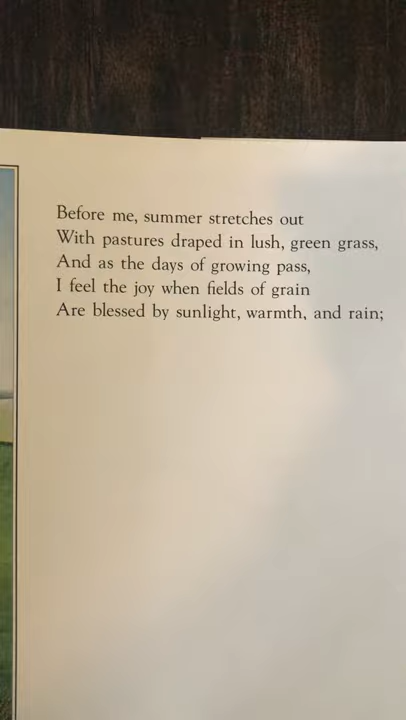 Before me, summer stretches out
With pastures draped in lush, green grass,
And as the days of growing pass,
I feel the joy when fields of grain
Are blessed by sunlight, warmth, and rain;